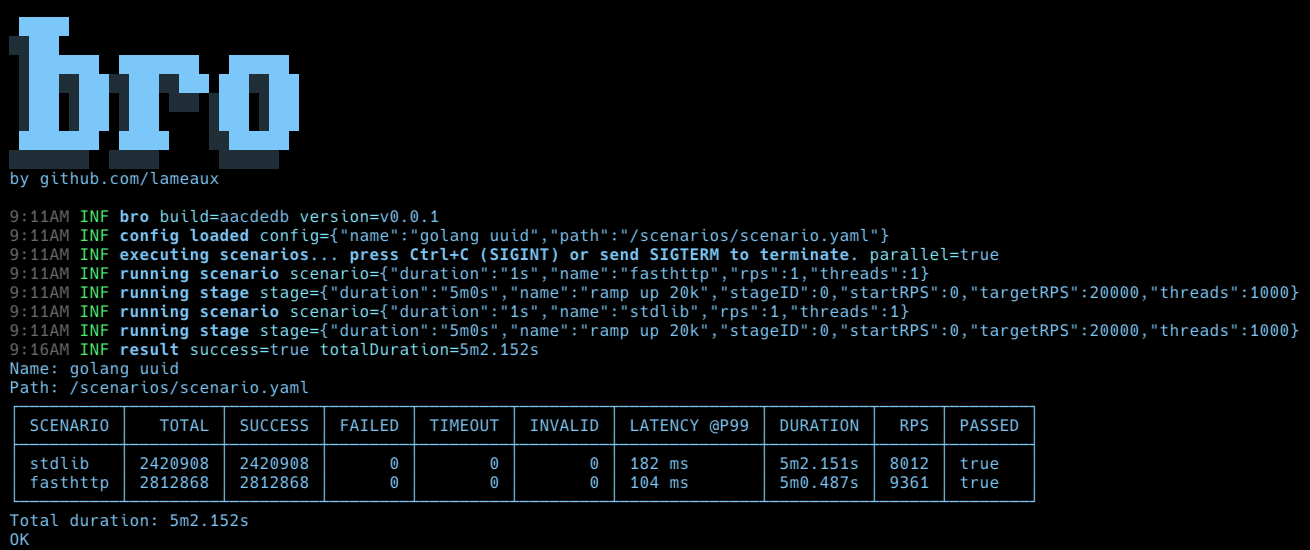 bro
by github.com/lameaux
9:11AM INF bro build=aacdedb version=v0.0.1
9:11AM INF config loaded config={"name":"golang uuid","path":"/scenarios/scenario.yaml"}
9:11AM INF executing scenarios... press Ctrl+C (SIGINT) or send SIGTERM to terminate. parallel=true
9:11AM INF running scenario scenario={"duration":"1s","name":"fasthttp","rps":1,"threads":1}
9:11AM INF running stage stage={"duration":"5m0s","name":"ramp up 20k","stageID":0,"startRPS":0,"targetRPS":20000,"threads":1000}
9:11AM INF running scenario scenario={"duration":"1s","name":"stdlib","rps":1,"threads":1}
9:11AM INF running stage stage={"duration":"5m0s","name":"ramp up 20k","stageID":0,"startRPS":0,"targetRPS":20000,"threads":1000}
9:16AM INF result success=true totalDuration=5m2.152s
Name: golang uuid
Path: /scenarios/scenario.yaml
SCENARIO TOTAL SUCCESS FAILED TIMEOUT INVALID LATENCY @P99 DURATION RPS PASSED
stdlib 2420908 2420908 0 0 0 182 ms 5m2.151s 8012 true
fasthttp 2812868 2812868 0 0 0 104 ms 5m0.487s 9361 true
Total duration: 5m2.152s
OK